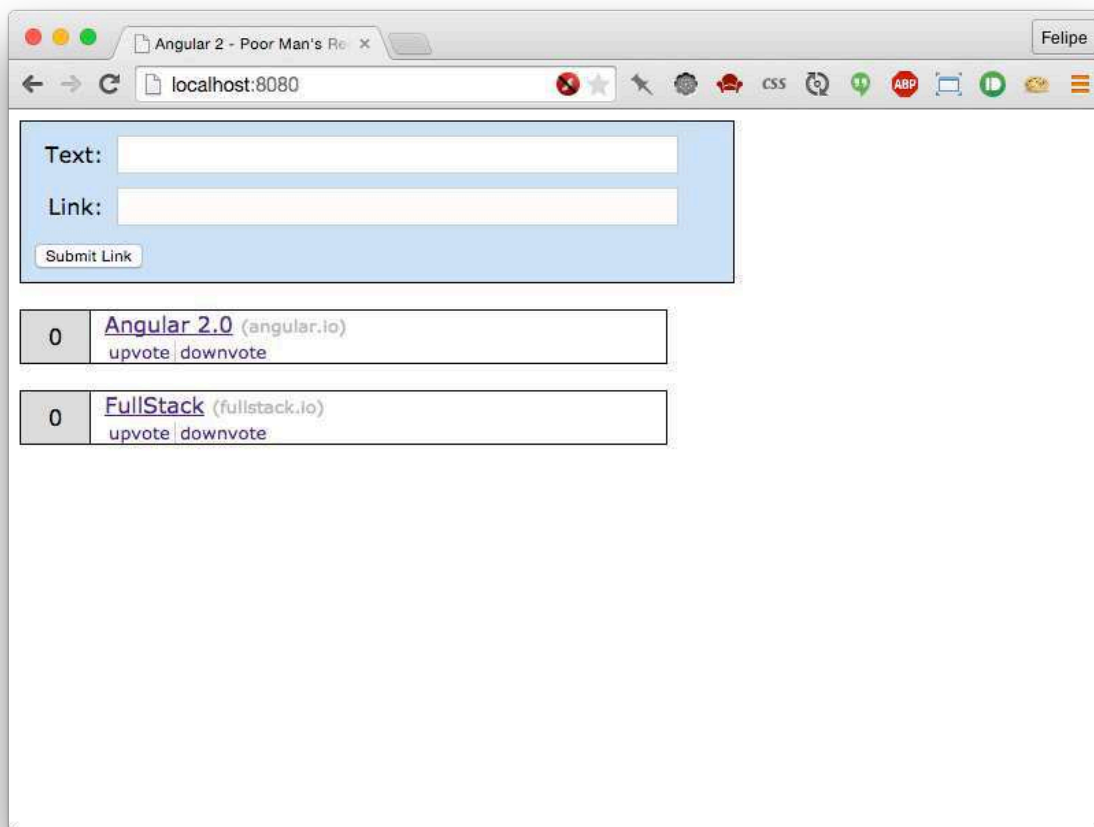 Angular 2 - Poor Man's Re
Felipe
localhost:8080
CSS
ABP
Text:
Link:
Submit Link
0
Angular 2.0 (angular.io)
upvote downvote
0
FullStack (fullstack.io)
upvote downvote